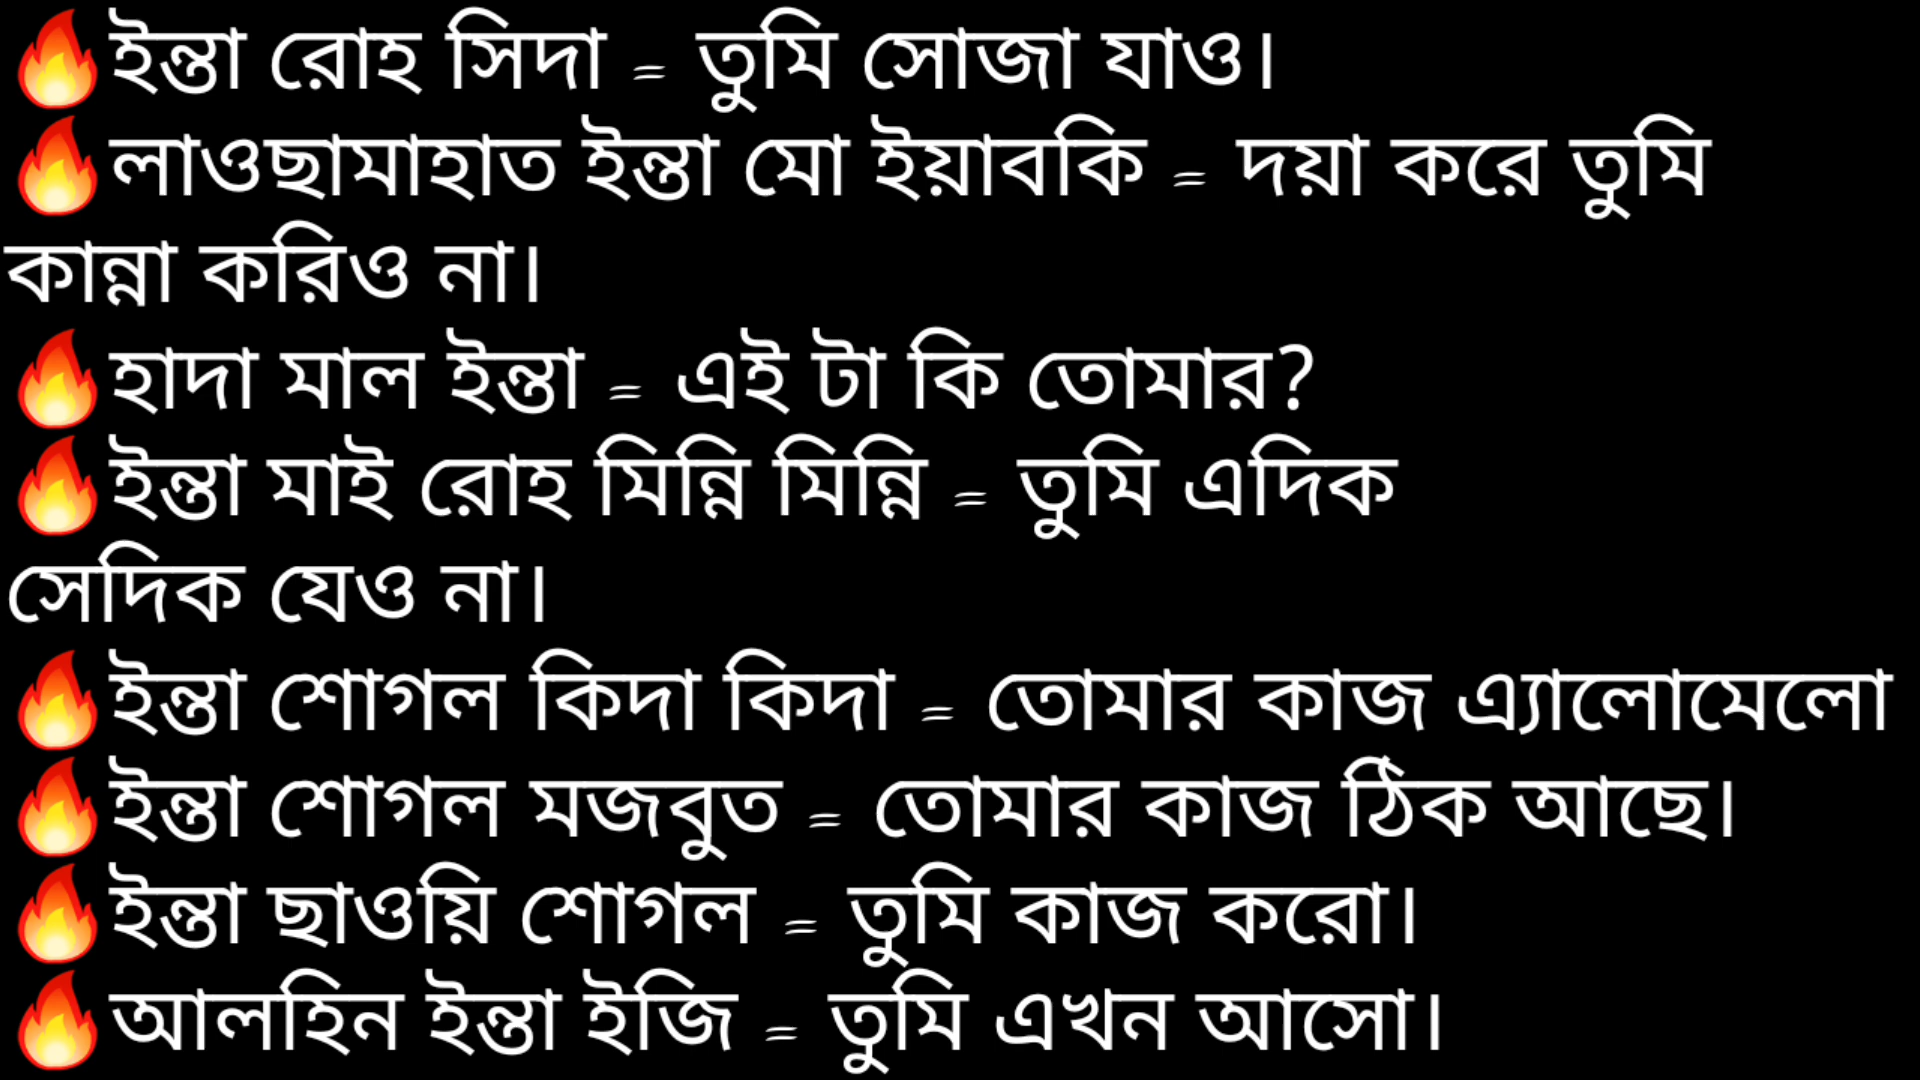 🔥ইন্তা রোহ সিদা = তুমি সোজা যাও।
🔥লাওছামাহাত ইন্তা মো ইয়াবকি = দয়া করে তুমি
কান্না করিও না।
🔥হাদা মাল ইন্তা = এই টা কি তোমার?
🔥ইন্তা মাই রোহ মিন্নি মিন্নি = তুমি এদিক
সেদিক যেও না।
🔥ইন্তা শোগল কিদা কিদা = তোমার কাজ এ্যালোমেলো
🔥ইন্তা শোগল মজবুত = তোমার কাজ ঠিক আছে।
🔥ইন্তা ছাওয়ি শোগল = তুমি কাজ করো।
🔥আলহিন ইন্তা ইজি = তুমি এখন আসো।